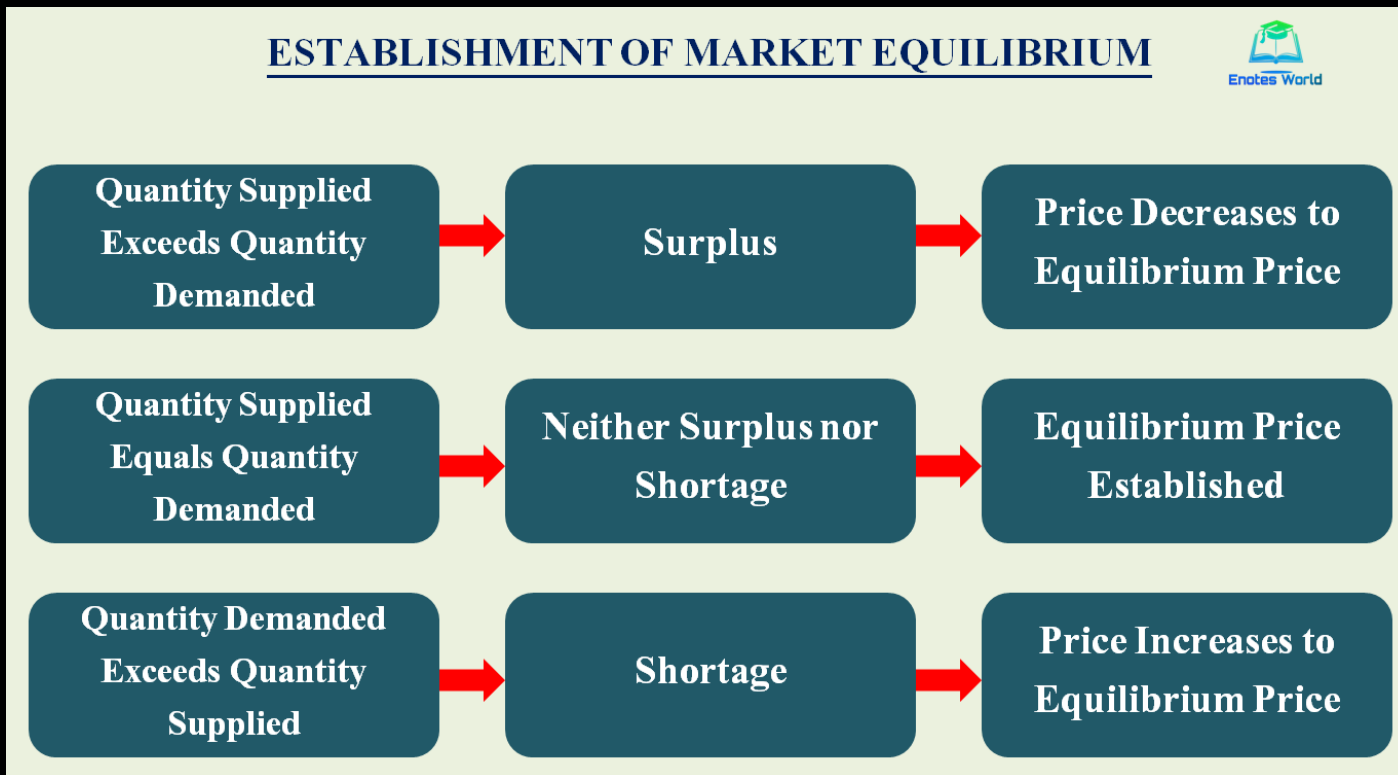 ESTABLISHMENT OF MARKET EQUILIBRIUM
Enotes World
Quantity Supplied
Exceeds Quantity
Demanded
Surplus
Price Decreases to
Equilibrium Price
Quantity Supplied
Equals Quantity
Demanded
Neither Surplus nor
Shortage
Equilibrium Price
Established
Quantity Demanded
Exceeds Quantity
Supplied
Shortage
Price Increases to
Equilibrium Price